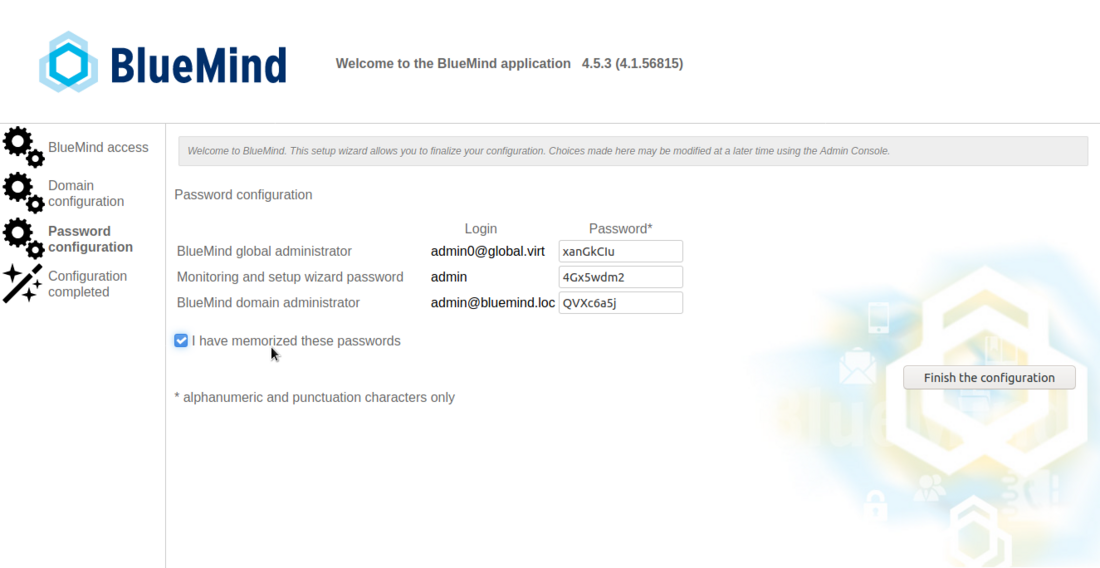 BlueMind
Welcome to the BlueMind application 4.5.3 (4.1.56815)
BlueMind access
Domain
configuration
Password
configuration
Configuration
completed
Welcome to BlueMind. This setup wizard allows you to finalize your configuration. Choices made here may be modified at a later time using the Admin Console.
Password configuration
Login Password*
BlueMind global administrator admin0@global.virt xanGkCIu
Monitoring and setup wizard password admin 4Gx5wdm2
BlueMind domain administrator admin@bluemind.loc QVXc6a5j
I have memorized these passwords
Finish the configuration
* alphanumeric and punctuation characters only